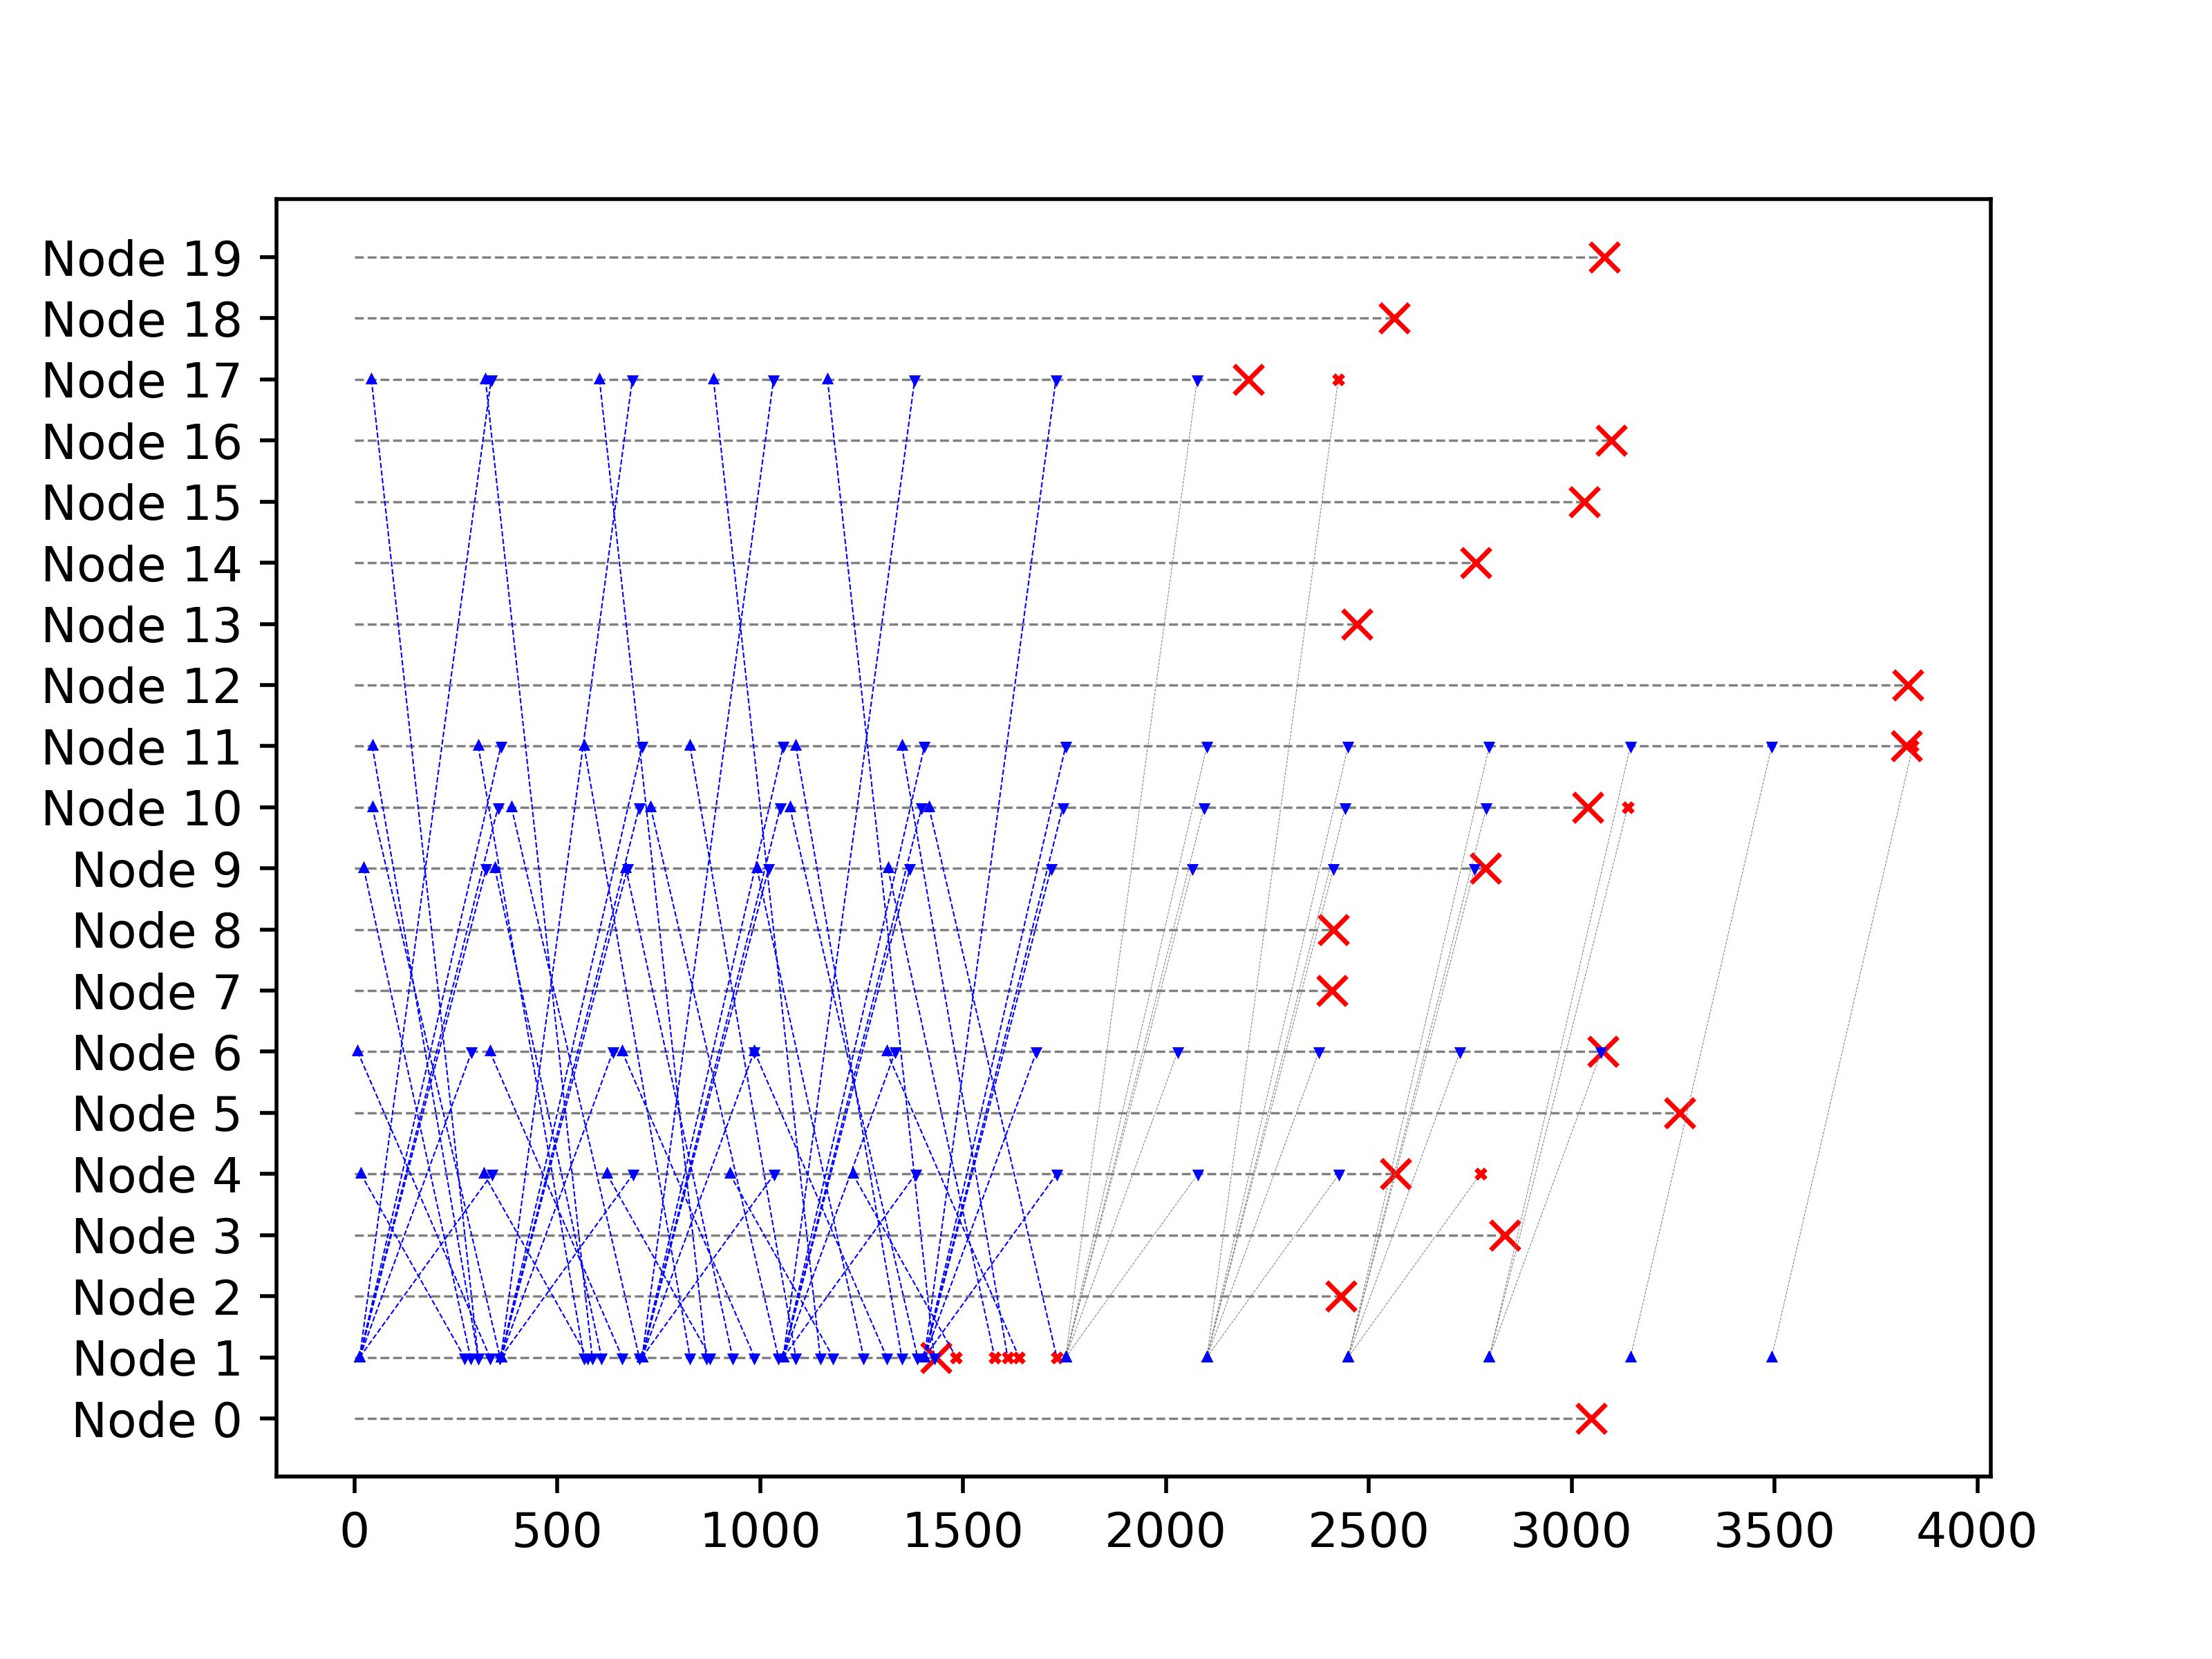 Node 19
Node 18
Node 17
Node 16
Node 15
Node 14
Node 13
Node 12
Node 11
Node 10
Node 9
Node 8
Node 7
Node 6
Node 5
Node 4
Node 3
Node 2
Node 1
Node 0
0 500 1000 1500 2000 2500 3000 3500 4000